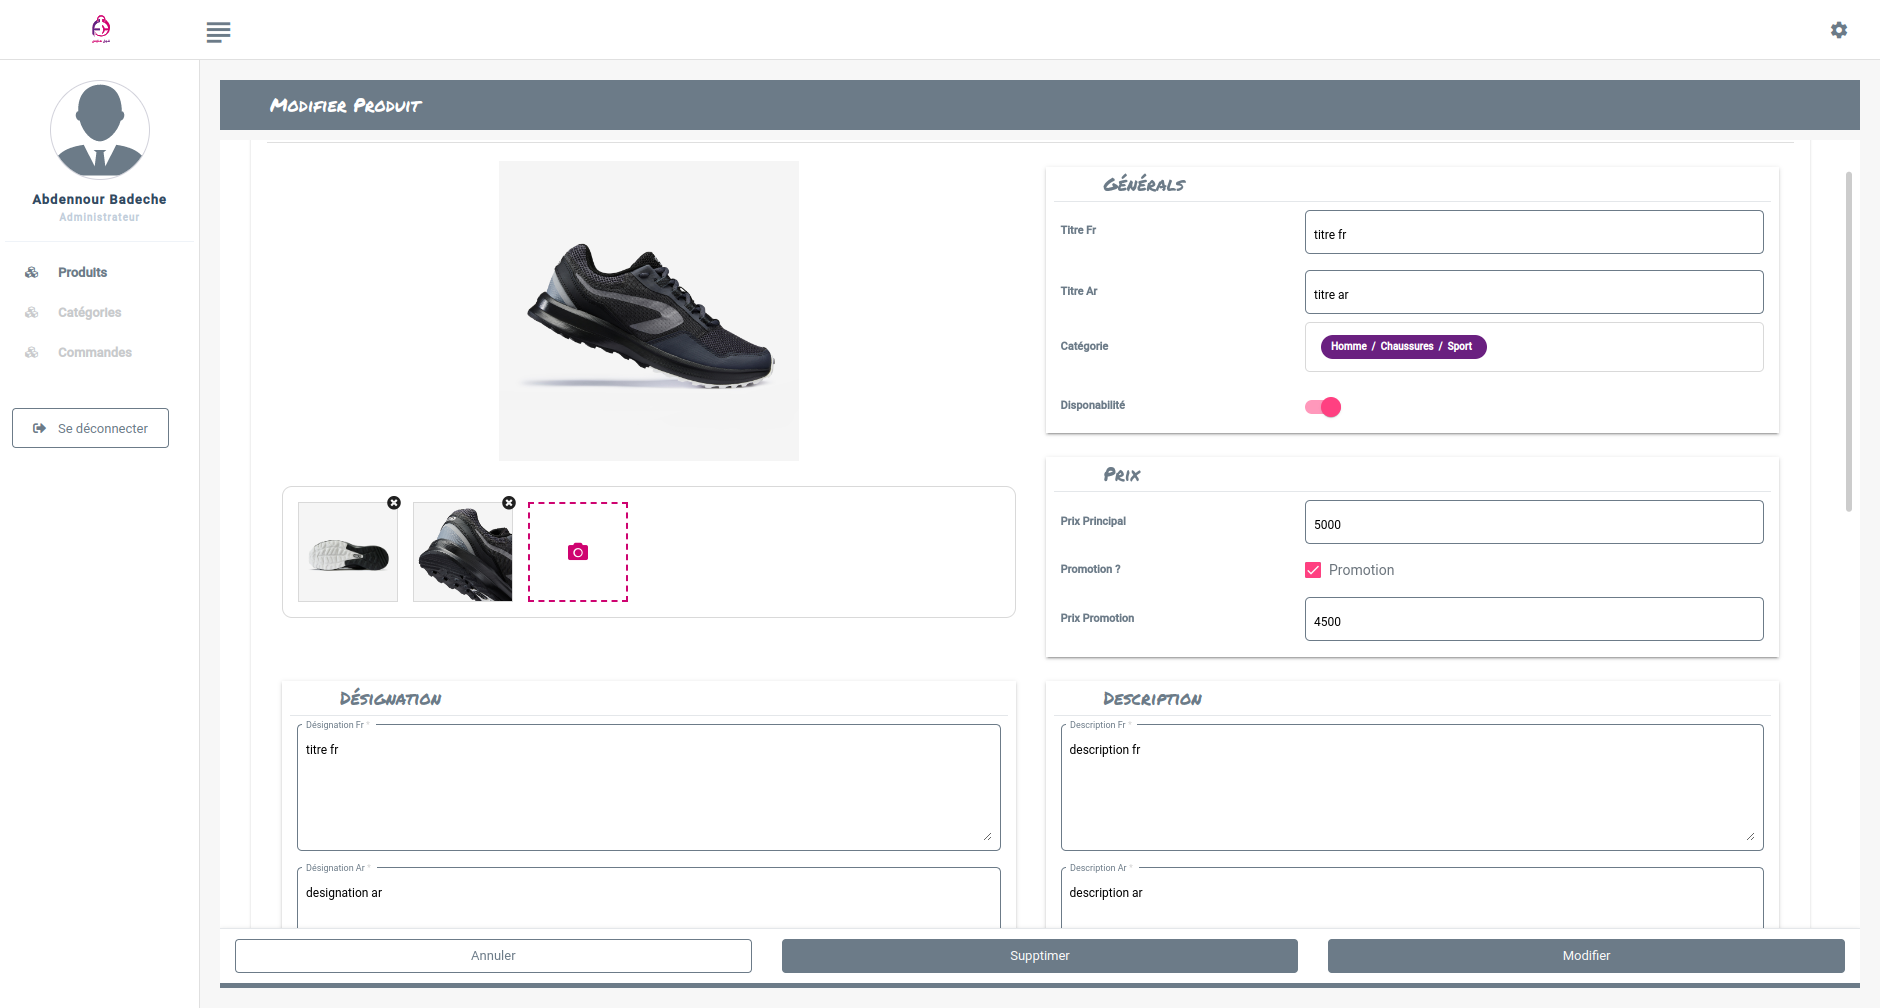 Modifier Produit
Abdennour Badeche
Administrateur
Produits
Catégories
Commandes
Se déconnecter
Générals
Titre Fr
titre fr
Titre Ar
titre ar
Catégorie
Homme / Chaussures / Sport
Disponabilité
Prix
Prix Principal
5000
Promotion ?
Promotion
Prix Promotion
4500
Désignation
Désignation Fr *
titre fr
Désignation Ar *
designation ar
Description
Description Fr *
description fr
Description Ar *
description ar
Annuler
Supptimer
Modifier